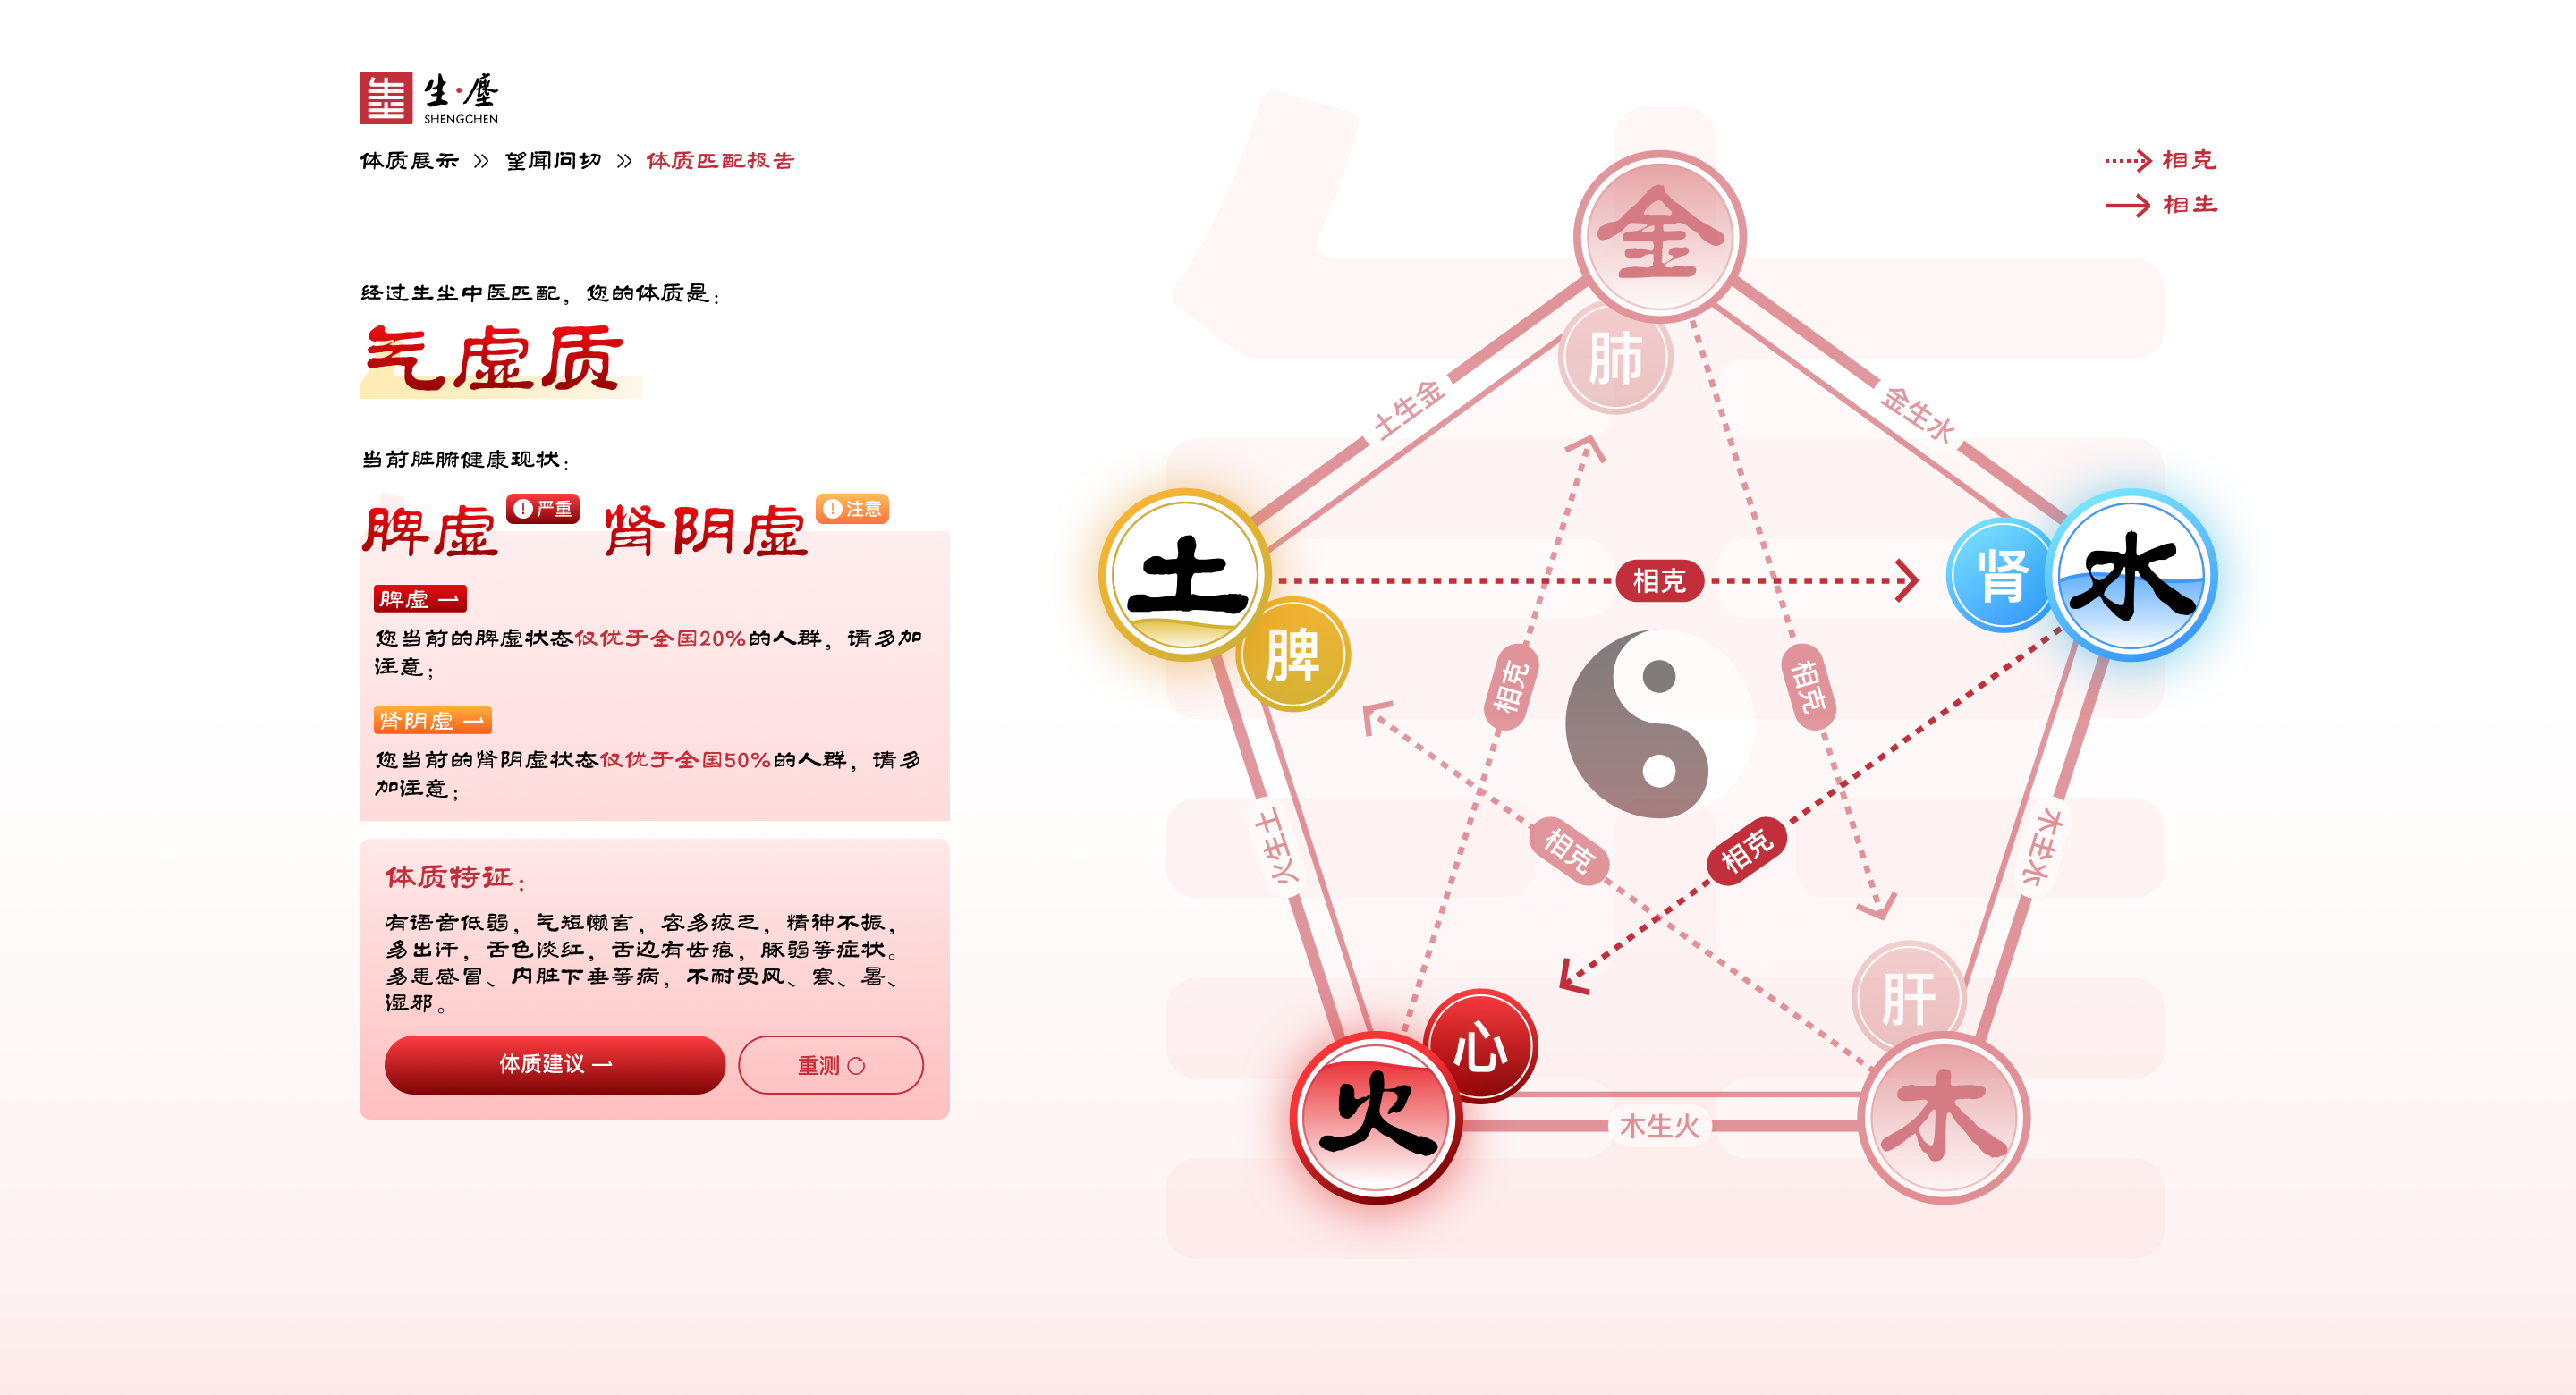 生·塵
SHENGCHEN
体质展示 » 望闻问切 » 体质匹配报告
经过生尘中医匹配，您的体质是：
气虚质
当前脏腑健康现状：
脾虚 ! 严重 肾阴虚 ! 注意
脾虚
您当前的脾虚状态仅优于全国20%的人群，请多加
注意；
肾阴虚
您当前的肾阴虚状态仅优于全国50%的人群，请多
加注意；
体质特征：
有语音低弱，气短懒言，容多疲乏，精神不振，
多出汗，舌色淡红，舌边有齿痕，脉弱等症状。
多患感冒、内脏下垂等病，不耐受风、寒、暑、
湿邪。
体质建议
重测
相克
相生
金
肺
土生金
金生水
土
脾
相克
肾
水
相克
相克
火生土
相克
相克
水生木
心
火
肝
木
木生火